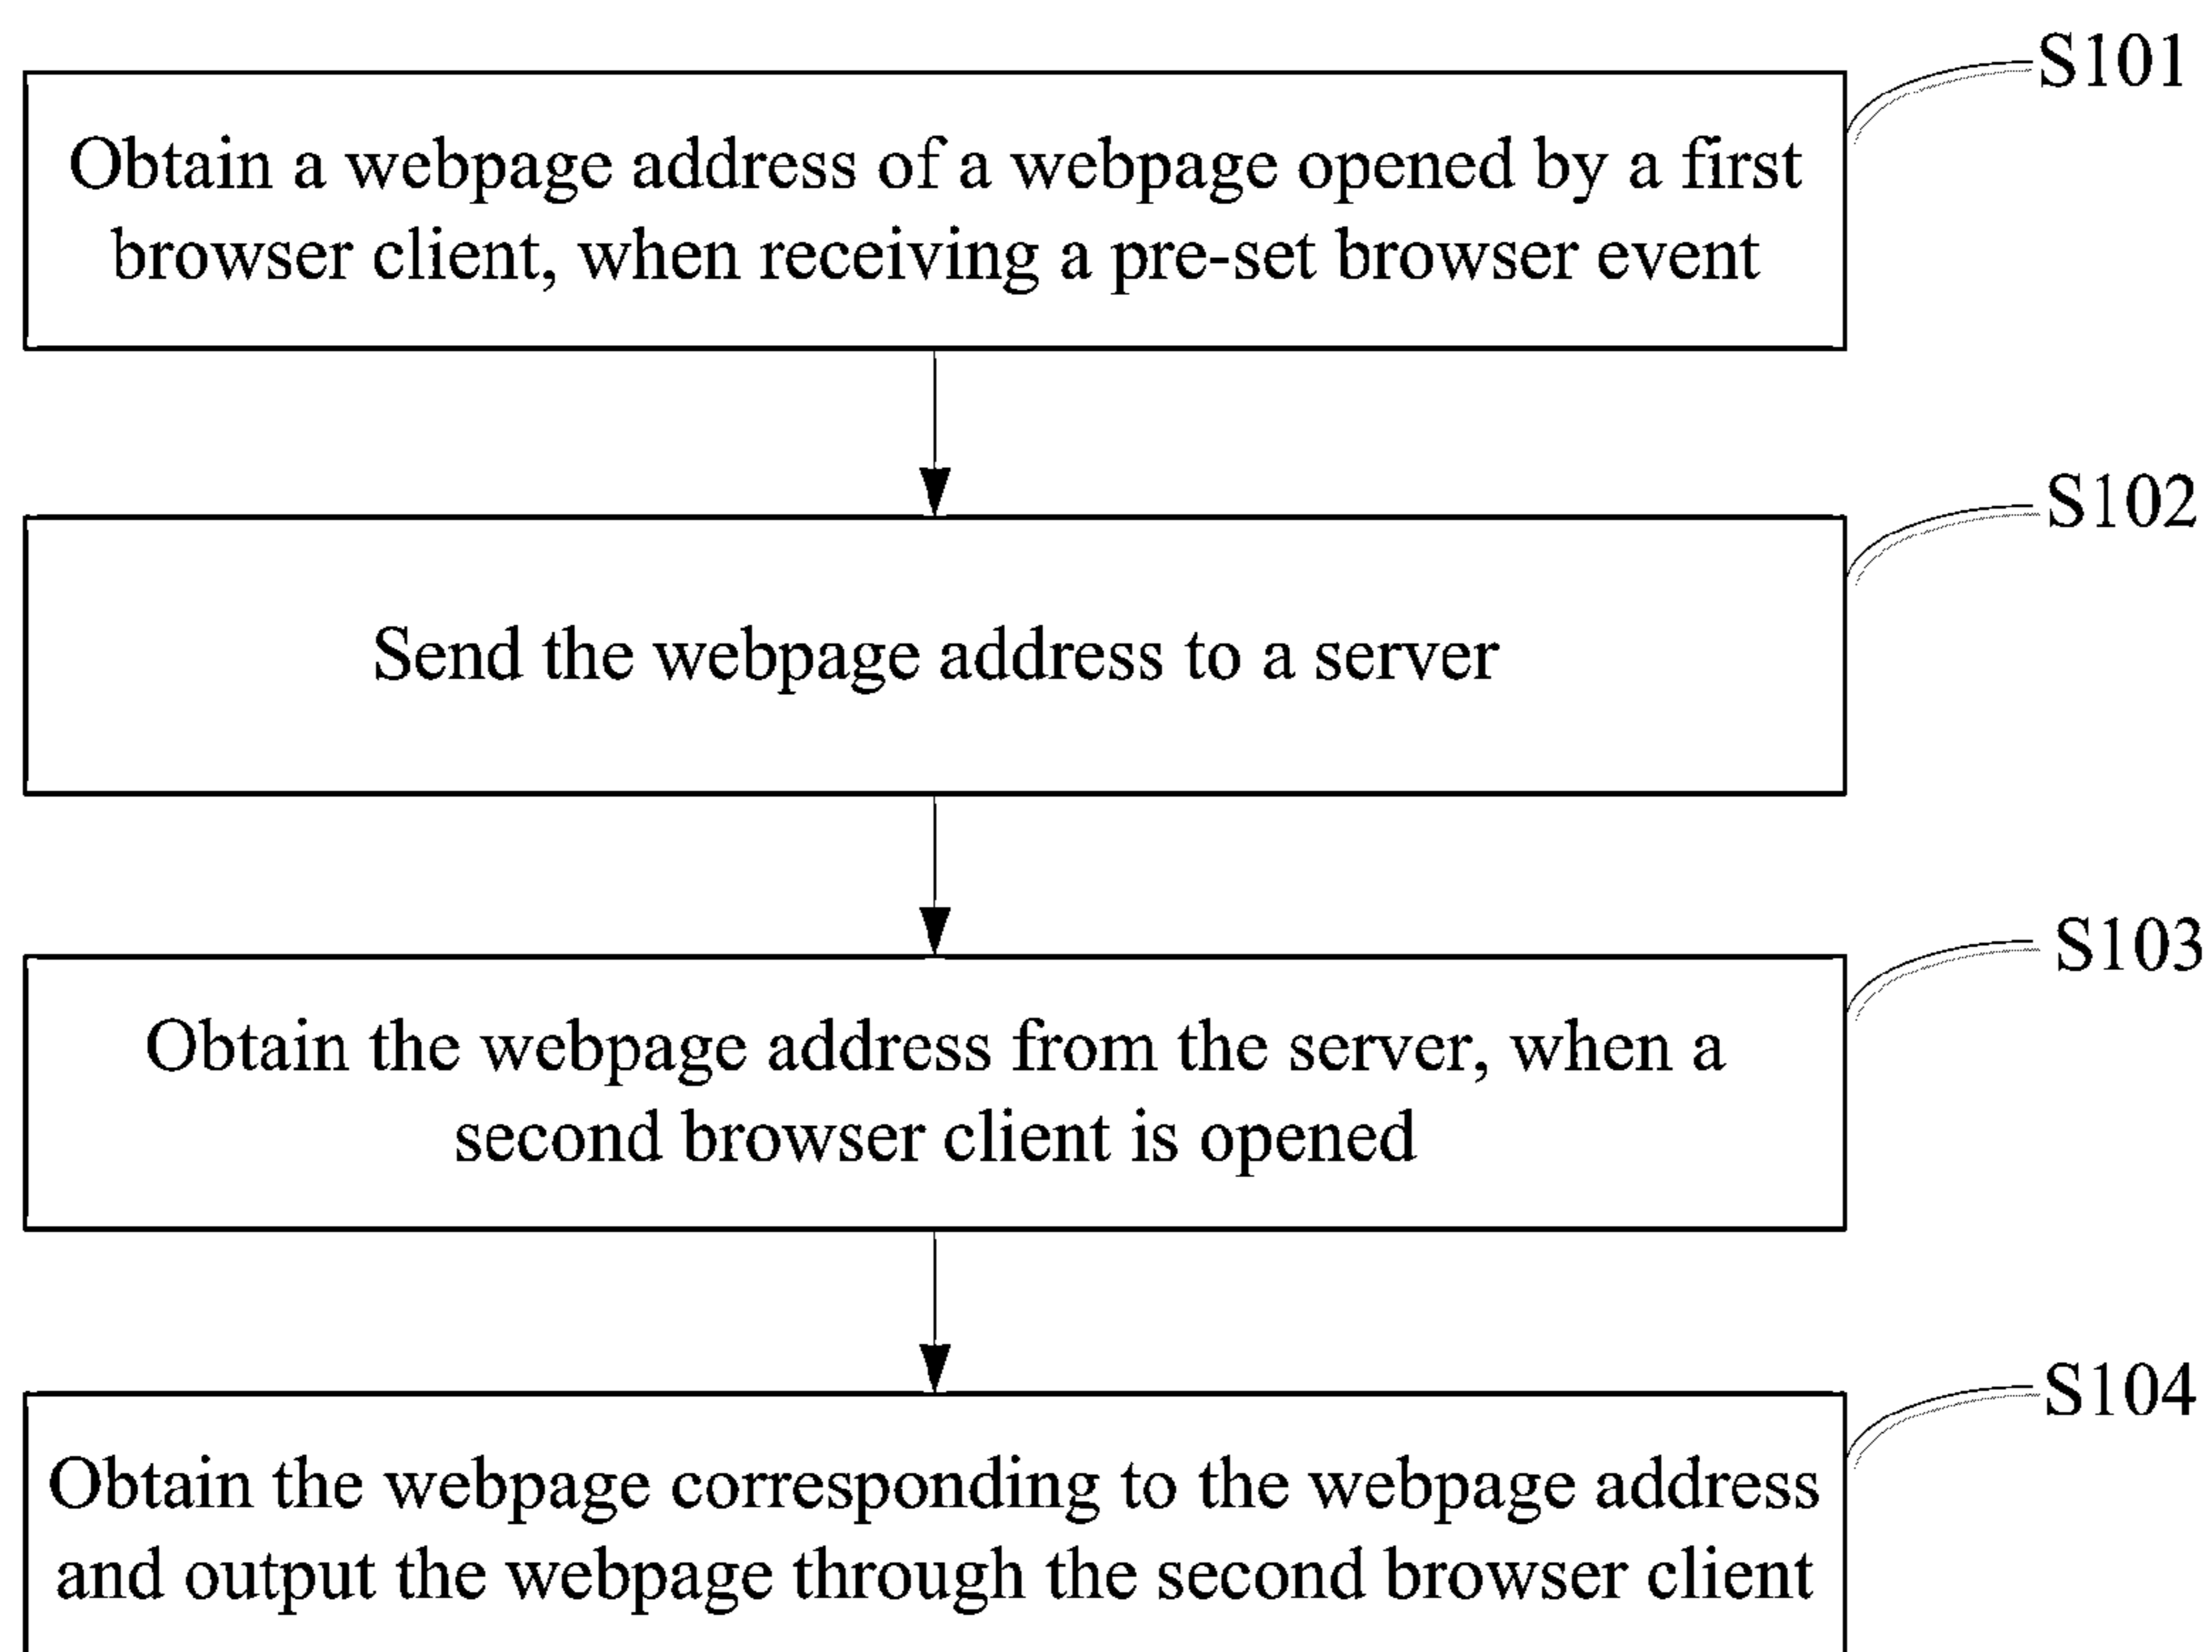 S101
Obtain a webpage address of a webpage opened by a first
browser client, when receiving a pre-set browser event
S102
Send the webpage address to a server
S103
Obtain the webpage address from the server, when a
second browser client is opened
S104
Obtain the webpage corresponding to the webpage address
and output the webpage through the second browser client